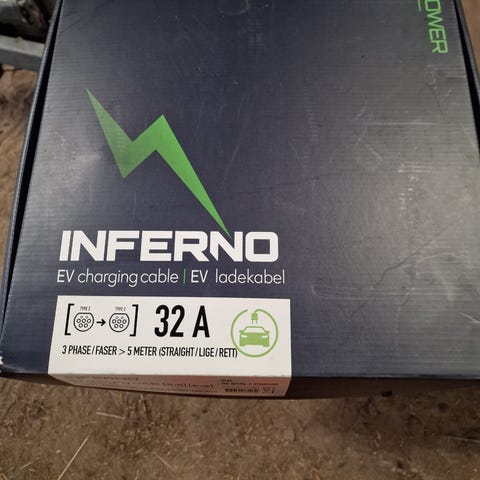 OWER
INFERNO
EV charging cable | EV ladekabel
TYPE 2 TYPE 2
32 A
3 PHASE / FASER > 5 METER (STRAIGHT / LIGE / RETT)